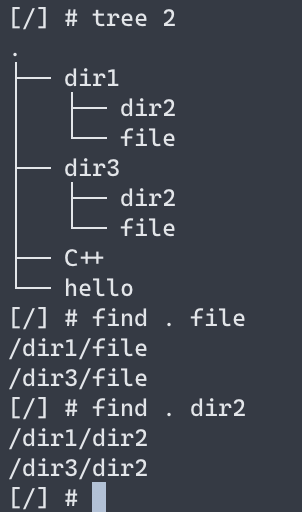 [/] # tree 2
.
├── dir1
│   ├── dir2
│   └── file
├── dir3
│   ├── dir2
│   └── file
├── C++
└── hello
[/] # find . file
/dir1/file
/dir3/file
[/] # find . dir2
/dir1/dir2
/dir3/dir2
[/] #